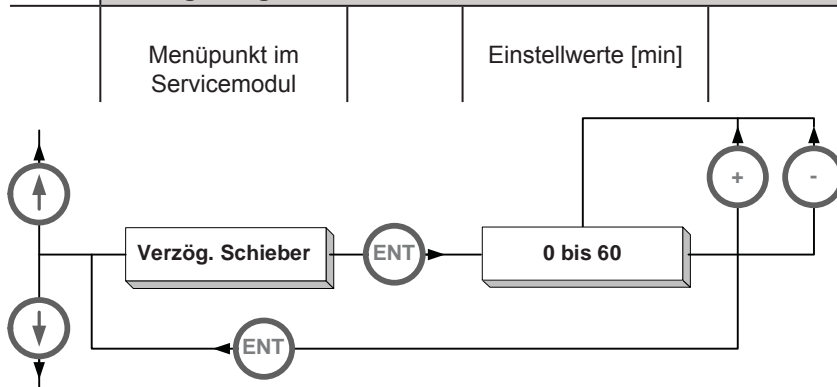 Menüpunkt im
Servicemodul
Einstellwerte [min]
+
-
Verzög. Schieber
ENT
0 bis 60
ENT